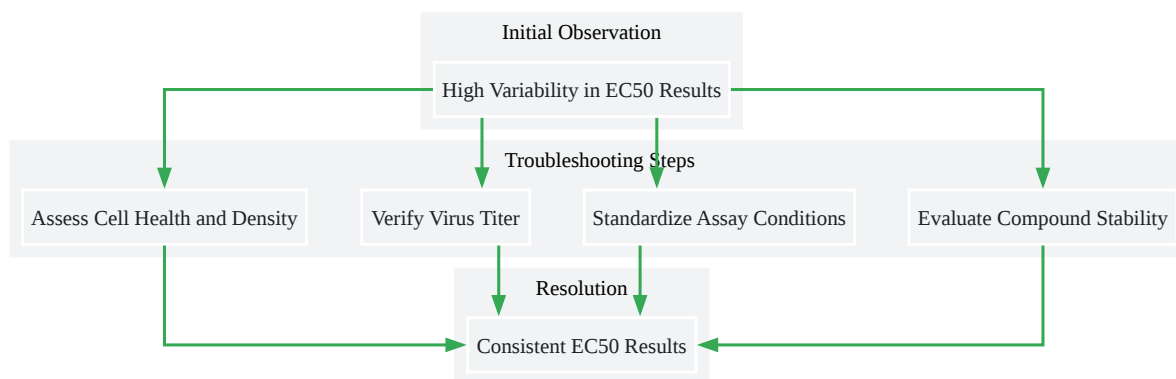 Initial Observation
High Variability in EC50 Results
Troubleshooting Steps
Assess Cell Health and Density
Verify Virus Titer
Standardize Assay Conditions
Evaluate Compound Stability
Resolution
Consistent EC50 Results